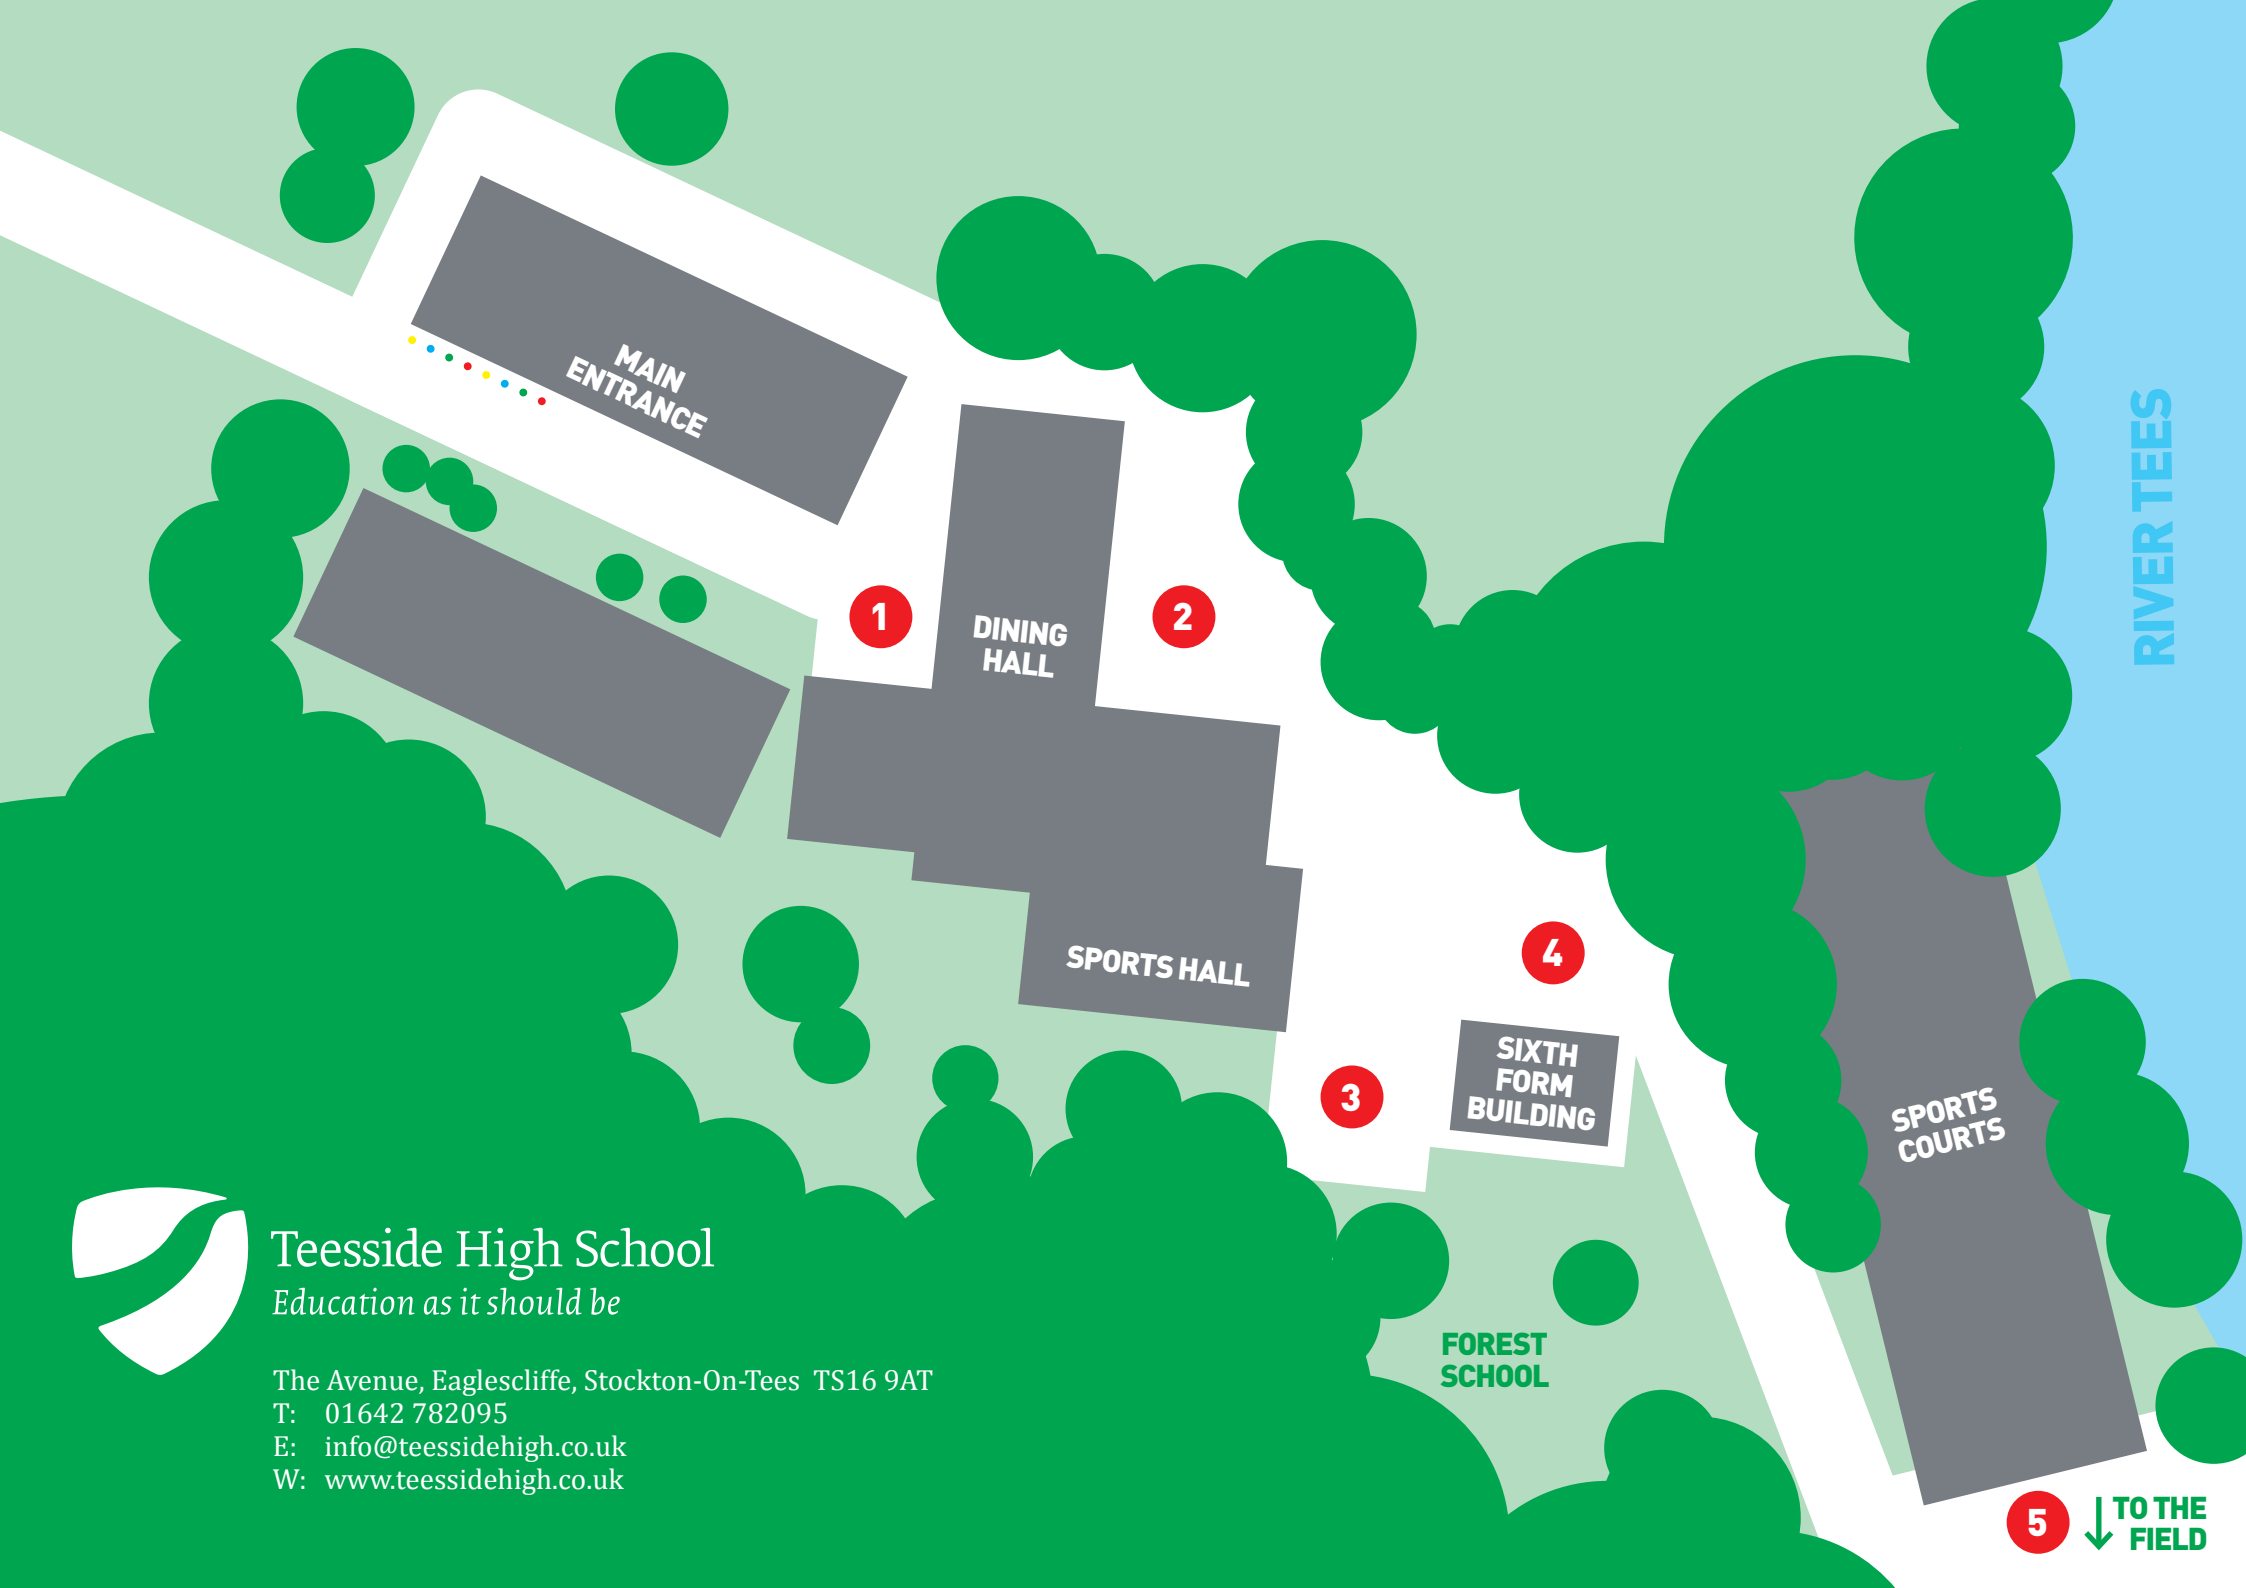 MAIN
ENTRANCE
RIVER TEES
1
2
DINING
HALL
4
SPORTS HALL
3
SIXTH
FORM
BUILDING
SPORTS
COURTS
Teesside High School
Education as it should be
FOREST
SCHOOL
The Avenue, Eaglescliffe, Stockton-On-Tees TS16 9AT
T: 01642 782095
E: info@teessidehigh.co.uk
W: www.teessidehigh.co.uk
5
TO THE
FIELD